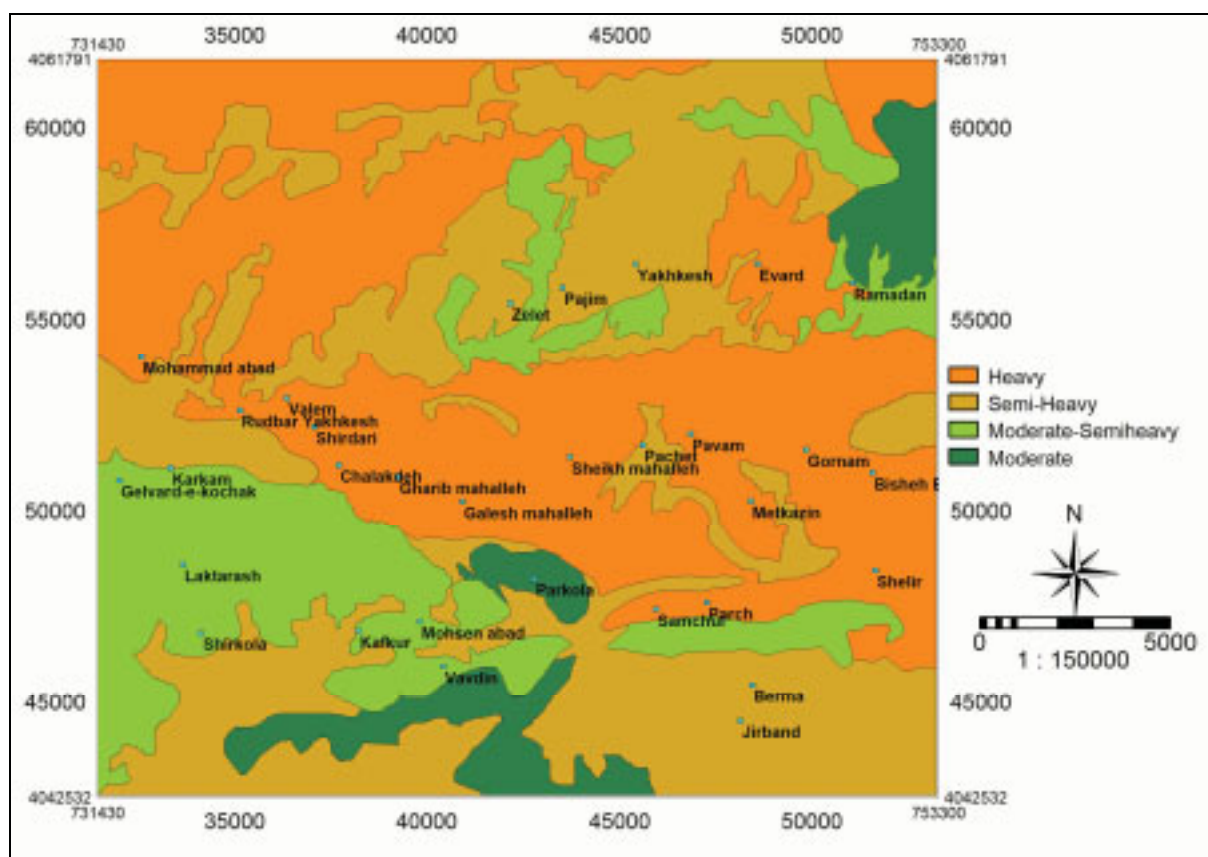 35000 40000 45000 50000
731430 753300
4061791 4061791
60000 60000
Yakhkesh Evard
Pajim Ramadan
Zelet
55000 55000
Mohammad abad
Heavy
Valem Semi-Heavy
Rudbar Yakhkesh
Shirdari Moderate-Semiheavy
Pavam
Pachet Moderate
Sheikh mahalleh Gornam
Karkam Chalakdeh
Gelvard-e-kochak Gharib mahalleh Bisheh
50000 Galesh mahalleh Metkazin 50000
N
Laktarash Shelir
Parkola
Parch
Samchul
Shirkola Kafkur Mohsen abad
0 5000
1 : 150000
Vavdin
Berma
45000 45000
Jirband
4042532 4042532
731430 753300
35000 40000 45000 50000